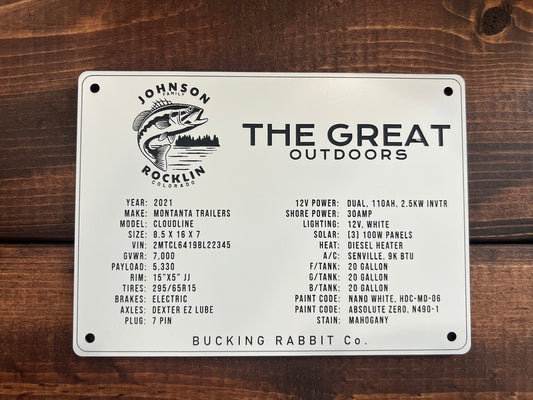 JOHNSON
FAMILY
ROCKLIN
COLORADO
THE GREAT
OUTDOORS
YEAR: 2021
MAKE: MONTANTA TRAILERS
MODEL: CLOUDLINE
SIZE: 8.5 X 16 X 7
VIN: 2MTCL6419BL22345
GVWR: 7,000
PAYLOAD: 5,330
RIM: 15"X5" JJ
TIRES: 295/65R15
BRAKES: ELECTRIC
AXLES: DEXTER EZ LUBE
PLUG: 7 PIN
12V POWER: DUAL, 110AH, 2.5KW INVTR
SHORE POWER: 30AMP
LIGHTING: 12V, WHITE
SOLAR: (3) 100W PANELS
HEAT: DIESEL HEATER
A/C: SENVILLE, 9K BTU
F/TANK: 20 GALLON
G/TANK: 20 GALLON
B/TANK: 20 GALLON
PAINT CODE: NANO WHITE, HDC-MD-06
PAINT CODE: ABSOLUTE ZERO, N490-1
STAIN: MAHOGANY
BUCKING RABBIT Co.